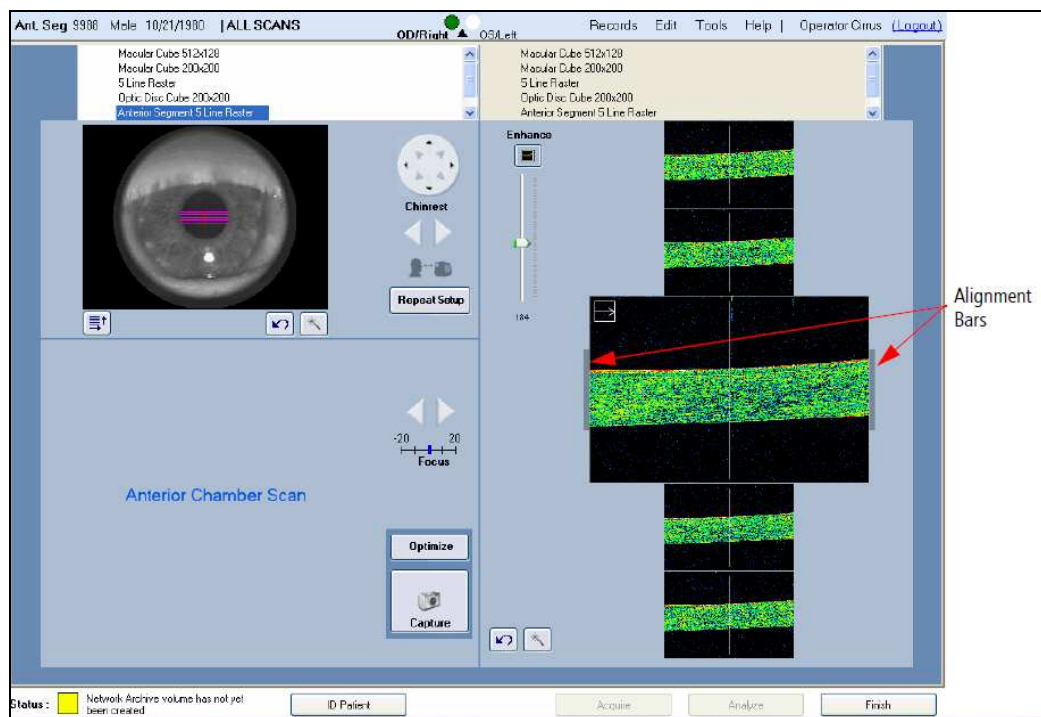 Ant. Seg 9988 Male 10/21/1980 | ALL SCANS
OD/Right OS/Left
Records Edit Tools Help | Operator Cirrus (Logout)
Macular Cube 512x128
Macular Cube 200x200
5 Line Raster
Optic Disc Cube 200x200
Anterior Segment 5 Line Raster
Macular Cube 512x128
Macular Cube 200x200
5 Line Raster
Optic Disc Cube 200x200
Anterior Segment 5 Line Raster
Chinrest
Repeat Setup
Enhance
184
Alignment
Bars
-20 20
Focus
Anterior Chamber Scan
Optimize
Capture
Status :
Network Archive volume has not yet
been created
ID Patient
Acquire
Analyze
Finish